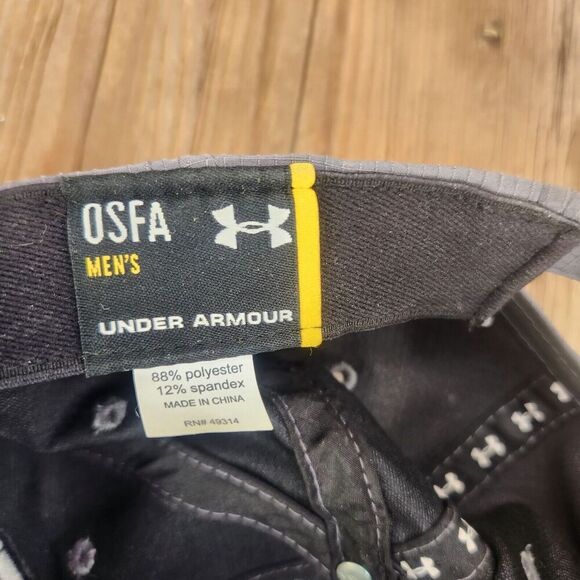 OSFA
MEN'S
UNDER ARMOUR
88% polyester
12% spandex
MADE IN CHINA
RN# 49314